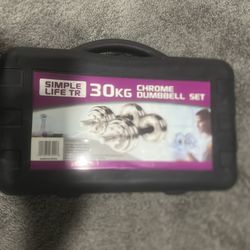 SIMPLE
LIFE TR
30KG
CHROME
DUMBBELL SET